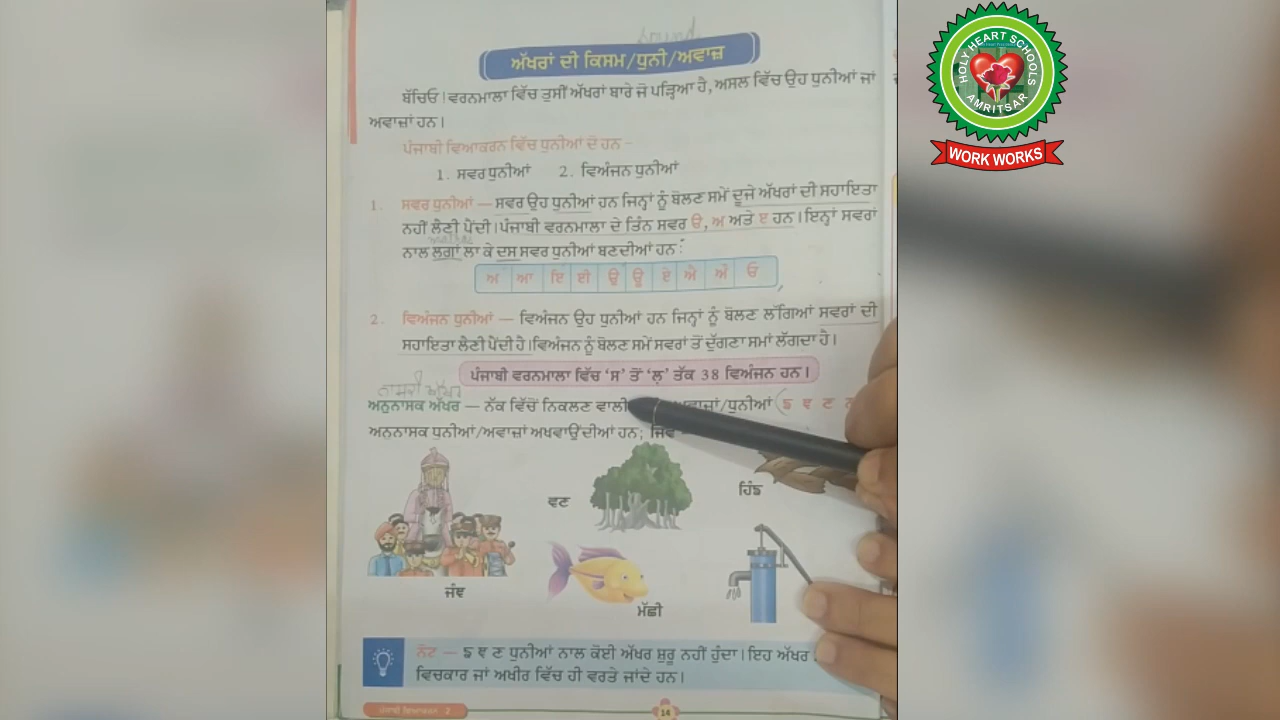 ਅੱਖਰਾਂ ਦੀ ਕਿਸਮ/ਧੁਨੀ/ਅਵਾਜ਼
ਬੱਚਿਓ! ਵਰਨਮਾਲਾ ਵਿੱਚ ਤੁਸੀਂ ਅੱਖਰਾਂ ਬਾਰੇ ਜੋ ਪੜ੍ਹਿਆ ਹੈ, ਅਸਲ ਵਿੱਚ ਉਹ ਧੁਨੀਆਂ ਜਾਂ
ਅਵਾਜ਼ਾਂ ਹਨ।
ਪੰਜਾਬੀ ਵਿਆਕਰਨ ਵਿੱਚ ਧੁਨੀਆਂ ਦੋ ਹਨ –
1. ਸਵਰ ਧੁਨੀਆਂ 2. ਵਿਅੰਜਨ ਧੁਨੀਆਂ
1. ਸਵਰ ਧੁਨੀਆਂ — ਸਵਰ ਉਹ ਧੁਨੀਆਂ ਹਨ ਜਿਨ੍ਹਾਂ ਨੂੰ ਬੋਲਣ ਸਮੇਂ ਦੂਜੇ ਅੱਖਰਾਂ ਦੀ ਸਹਾਇਤਾ
ਨਹੀਂ ਲੈਣੀ ਪੈਂਦੀ। ਪੰਜਾਬੀ ਵਰਨਮਾਲਾ ਦੇ ਤਿੰਨ ਸਵਰ ੳ, ਅ ਅਤੇ ੲ ਹਨ। ਇਨ੍ਹਾਂ ਸਵਰਾਂ
ਨਾਲ ਲਗਾਂ ਲਾ ਕੇ ਦਸ ਸਵਰ ਧੁਨੀਆਂ ਬਣਦੀਆਂ ਹਨ :
ਅ ਆ ਇ ਈ ਉ ਊ ਏ ਐ ਔ ਓ
2. ਵਿਅੰਜਨ ਧੁਨੀਆਂ — ਵਿਅੰਜਨ ਉਹ ਧੁਨੀਆਂ ਹਨ ਜਿਨ੍ਹਾਂ ਨੂੰ ਬੋਲਣ ਲੱਗਿਆਂ ਸਵਰਾਂ ਦੀ
ਸਹਾਇਤਾ ਲੈਣੀ ਪੈਂਦੀ ਹੈ। ਵਿਅੰਜਨ ਨੂੰ ਬੋਲਣ ਸਮੇਂ ਸਵਰਾਂ ਤੋਂ ਦੁੱਗਣਾ ਸਮਾਂ ਲੱਗਦਾ ਹੈ।
ਪੰਜਾਬੀ ਵਰਨਮਾਲਾ ਵਿੱਚ 'ਸ' ਤੋਂ 'ਲ਼' ਤੱਕ 38 ਵਿਅੰਜਨ ਹਨ।
ਅਨੁਨਾਸਕ ਅੱਖਰ — ਨੱਕ ਵਿੱਚੋਂ ਨਿਕਲਣ ਵਾਲੀ ਅਵਾਜ਼ਾਂ/ਧੁਨੀਆਂ (ਙ ਞ ਣ
ਅਨੁਨਾਸਕ ਧੁਨੀਆਂ/ਅਵਾਜ਼ਾਂ ਅਖਵਾਉਂਦੀਆਂ ਹਨ; ਜਿਵੇਂ
ਵਣ
ਹਿੰਙ
ਜੰਞ
ਮੱਛੀ
ਨੋਟ — ਙ ਞ ਣ ਧੁਨੀਆਂ ਨਾਲ ਕੋਈ ਅੱਖਰ ਸ਼ੁਰੂ ਨਹੀਂ ਹੁੰਦਾ। ਇਹ ਅੱਖਰ
ਵਿਚਕਾਰ ਜਾਂ ਅਖੀਰ ਵਿੱਚ ਹੀ ਵਰਤੇ ਜਾਂਦੇ ਹਨ।
ਪੰਜਾਬੀ ਵਿਆਕਰਨ 2
14
HOLY HEART SCHOOLS
AMRITSAR
WORK WORKS